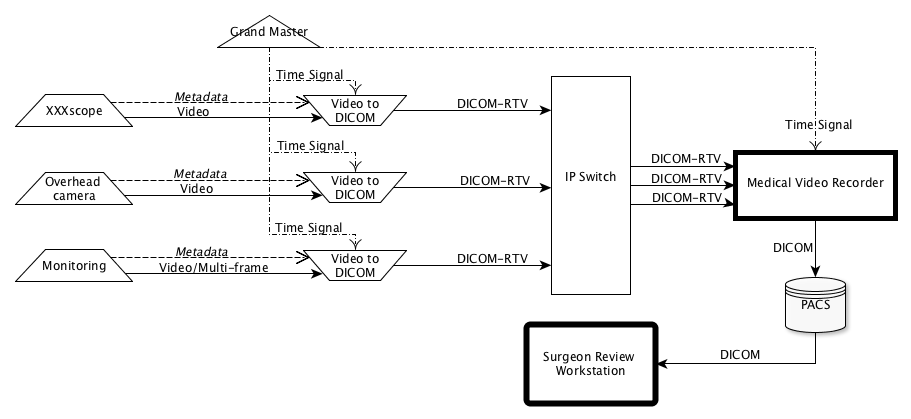 Grand Master
Time Signal
Metadata
XXXscope
Video
Video to
DICOM
DICOM-RTV
Time Signal
Time Signal
Metadata
Overhead
camera
Video
Video to
DICOM
DICOM-RTV
IP Switch
DICOM-RTV
DICOM-RTV
DICOM-RTV
Medical Video Recorder
Time Signal
Metadata
Monitoring
Video/Multi-frame
Video to
DICOM
DICOM-RTV
DICOM
PACS
DICOM
Surgeon Review
Workstation